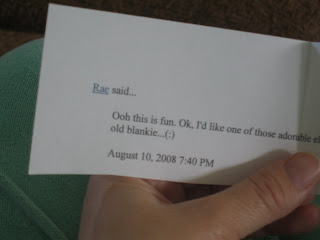 Rae said...
Ooh this is fun. Ok, I'd like one of those adorable
old blankie...(:)
August 10, 2008 7:40 PM